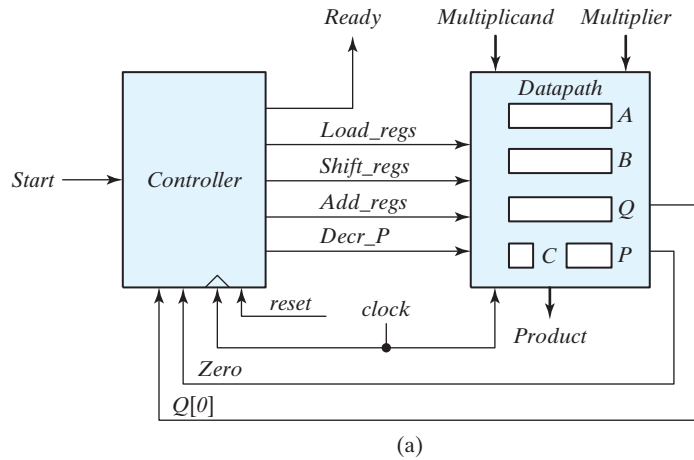 Ready
Multiplicand
Multiplier
Datapath
A
Load_regs
B
Shift_regs
Start
Controller
Add_regs
Q
Decr_P
C
P
reset
clock
Product
Zero
Q[0]
(a)